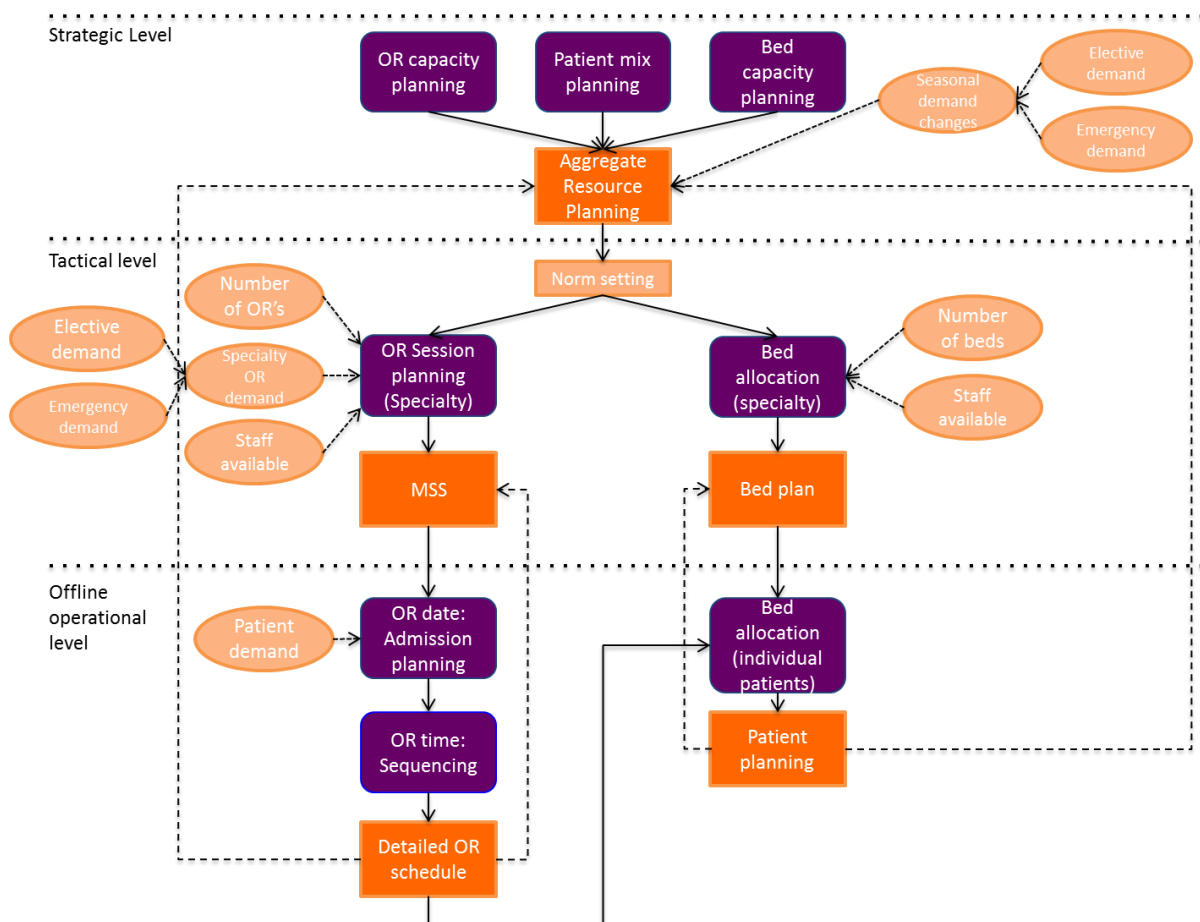 Strategic Level
OR capacity
planning
Patient mix
planning
Bed
capacity
planning
Seasonal
demand
changes
Elective
demand
Emergency
demand
Aggregate
Resource
Planning
Tactical level
Norm setting
Number
of OR's
Elective
demand
Specialty
OR
demand
Emergency
demand
Staff
available
OR Session
planning
(Specialty)
Bed
allocation
(specialty)
Number
of beds
Staff
available
MSS
Bed plan
Offline
operational
level
Patient
demand
OR date:
Admission
planning
Bed
allocation
(individual
patients)
OR time:
Sequencing
Patient
planning
Detailed OR
schedule